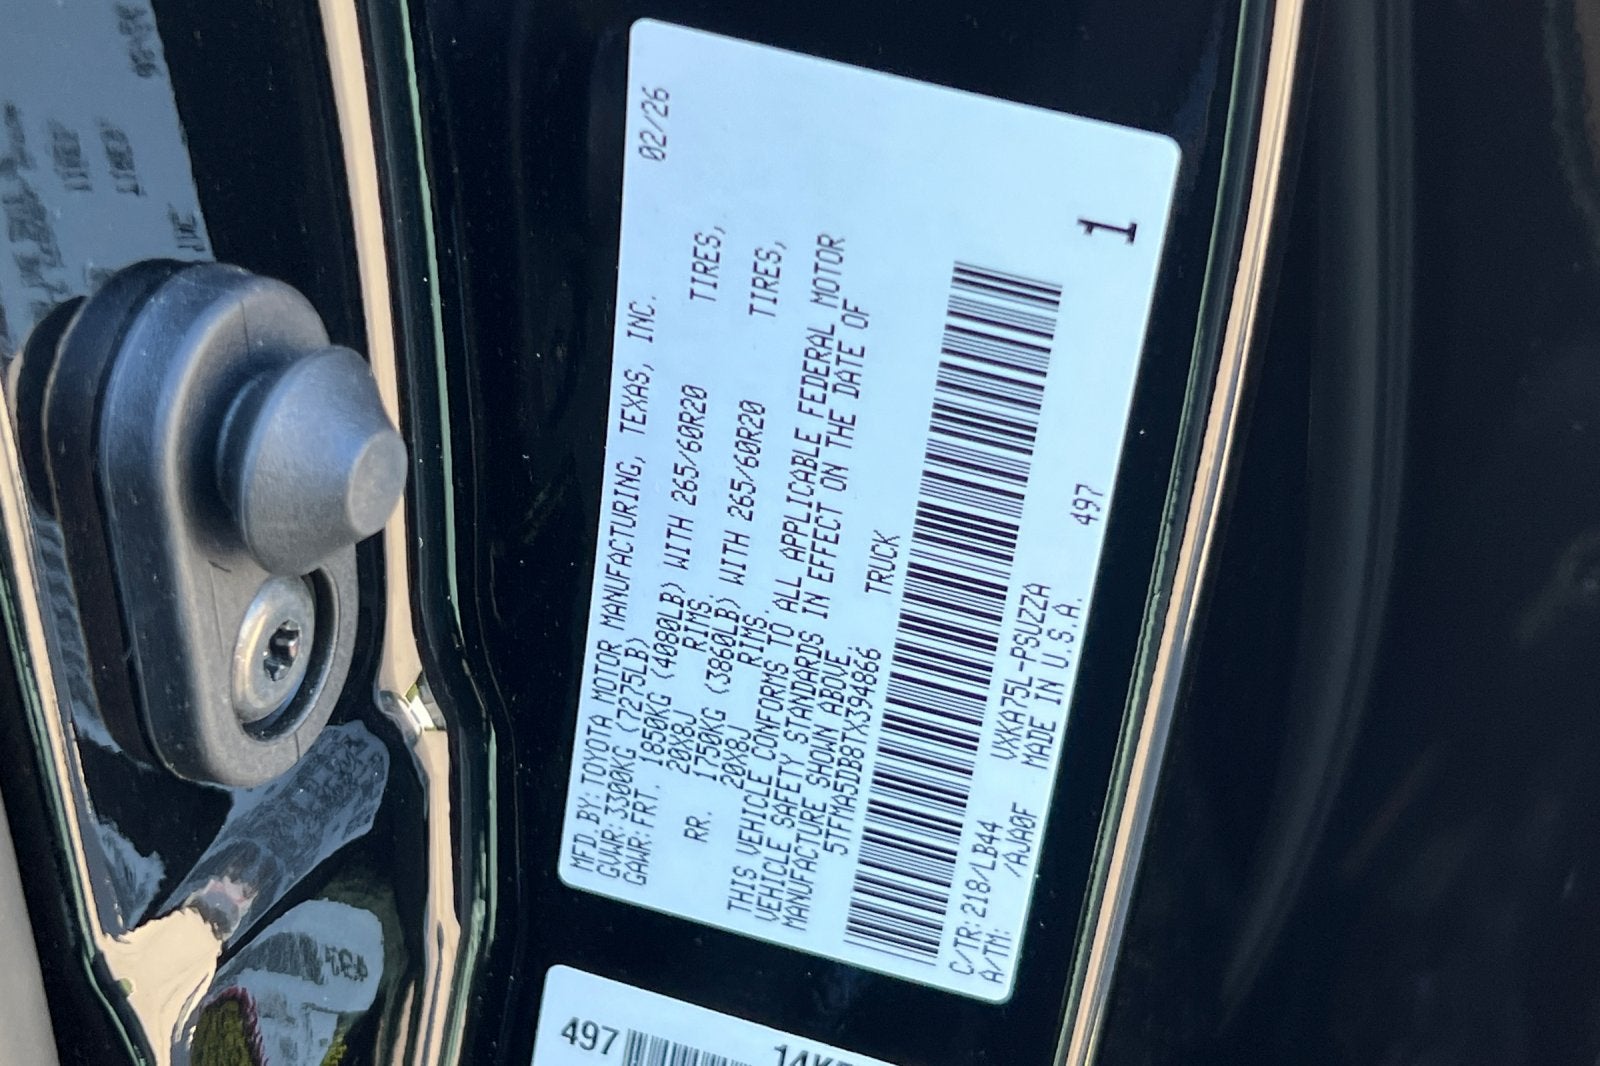 MFD.BY:TOYOTA MOTOR MANUFACTURING, TEXAS, INC. 02/26
GVWR:3300KG (7275LB)
GAWR:FRT. 1850KG (4080LB) WITH 265/60R20 TIRES,
20X8J RIMS.
RR. 1750KG (3860LB) WITH 265/60R20 TIRES,
20X8J RIMS.
THIS VEHICLE CONFORMS TO ALL APPLICABLE FEDERAL MOTOR
VEHICLE SAFETY STANDARDS IN EFFECT ON THE DATE OF
MANUFACTURE SHOWN ABOVE.
5TFMA5DB8TX394866 TRUCK
C/TR:218/LB44 VXKA75L-PSUZZA 497
A/TM: /AJA0F MADE IN U.S.A.
1
497